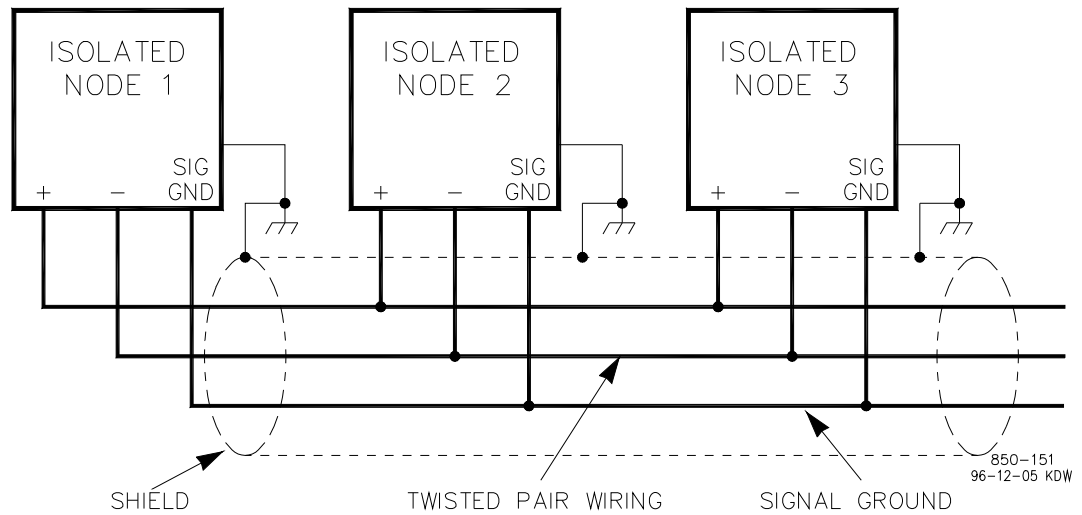 ISOLATED
NODE 1
SIG
+ − GND
ISOLATED
NODE 2
SIG
+ − GND
ISOLATED
NODE 3
SIG
+ − GND
SHIELD
TWISTED PAIR WIRING
SIGNAL GROUND
850-151
96-12-05 KDW